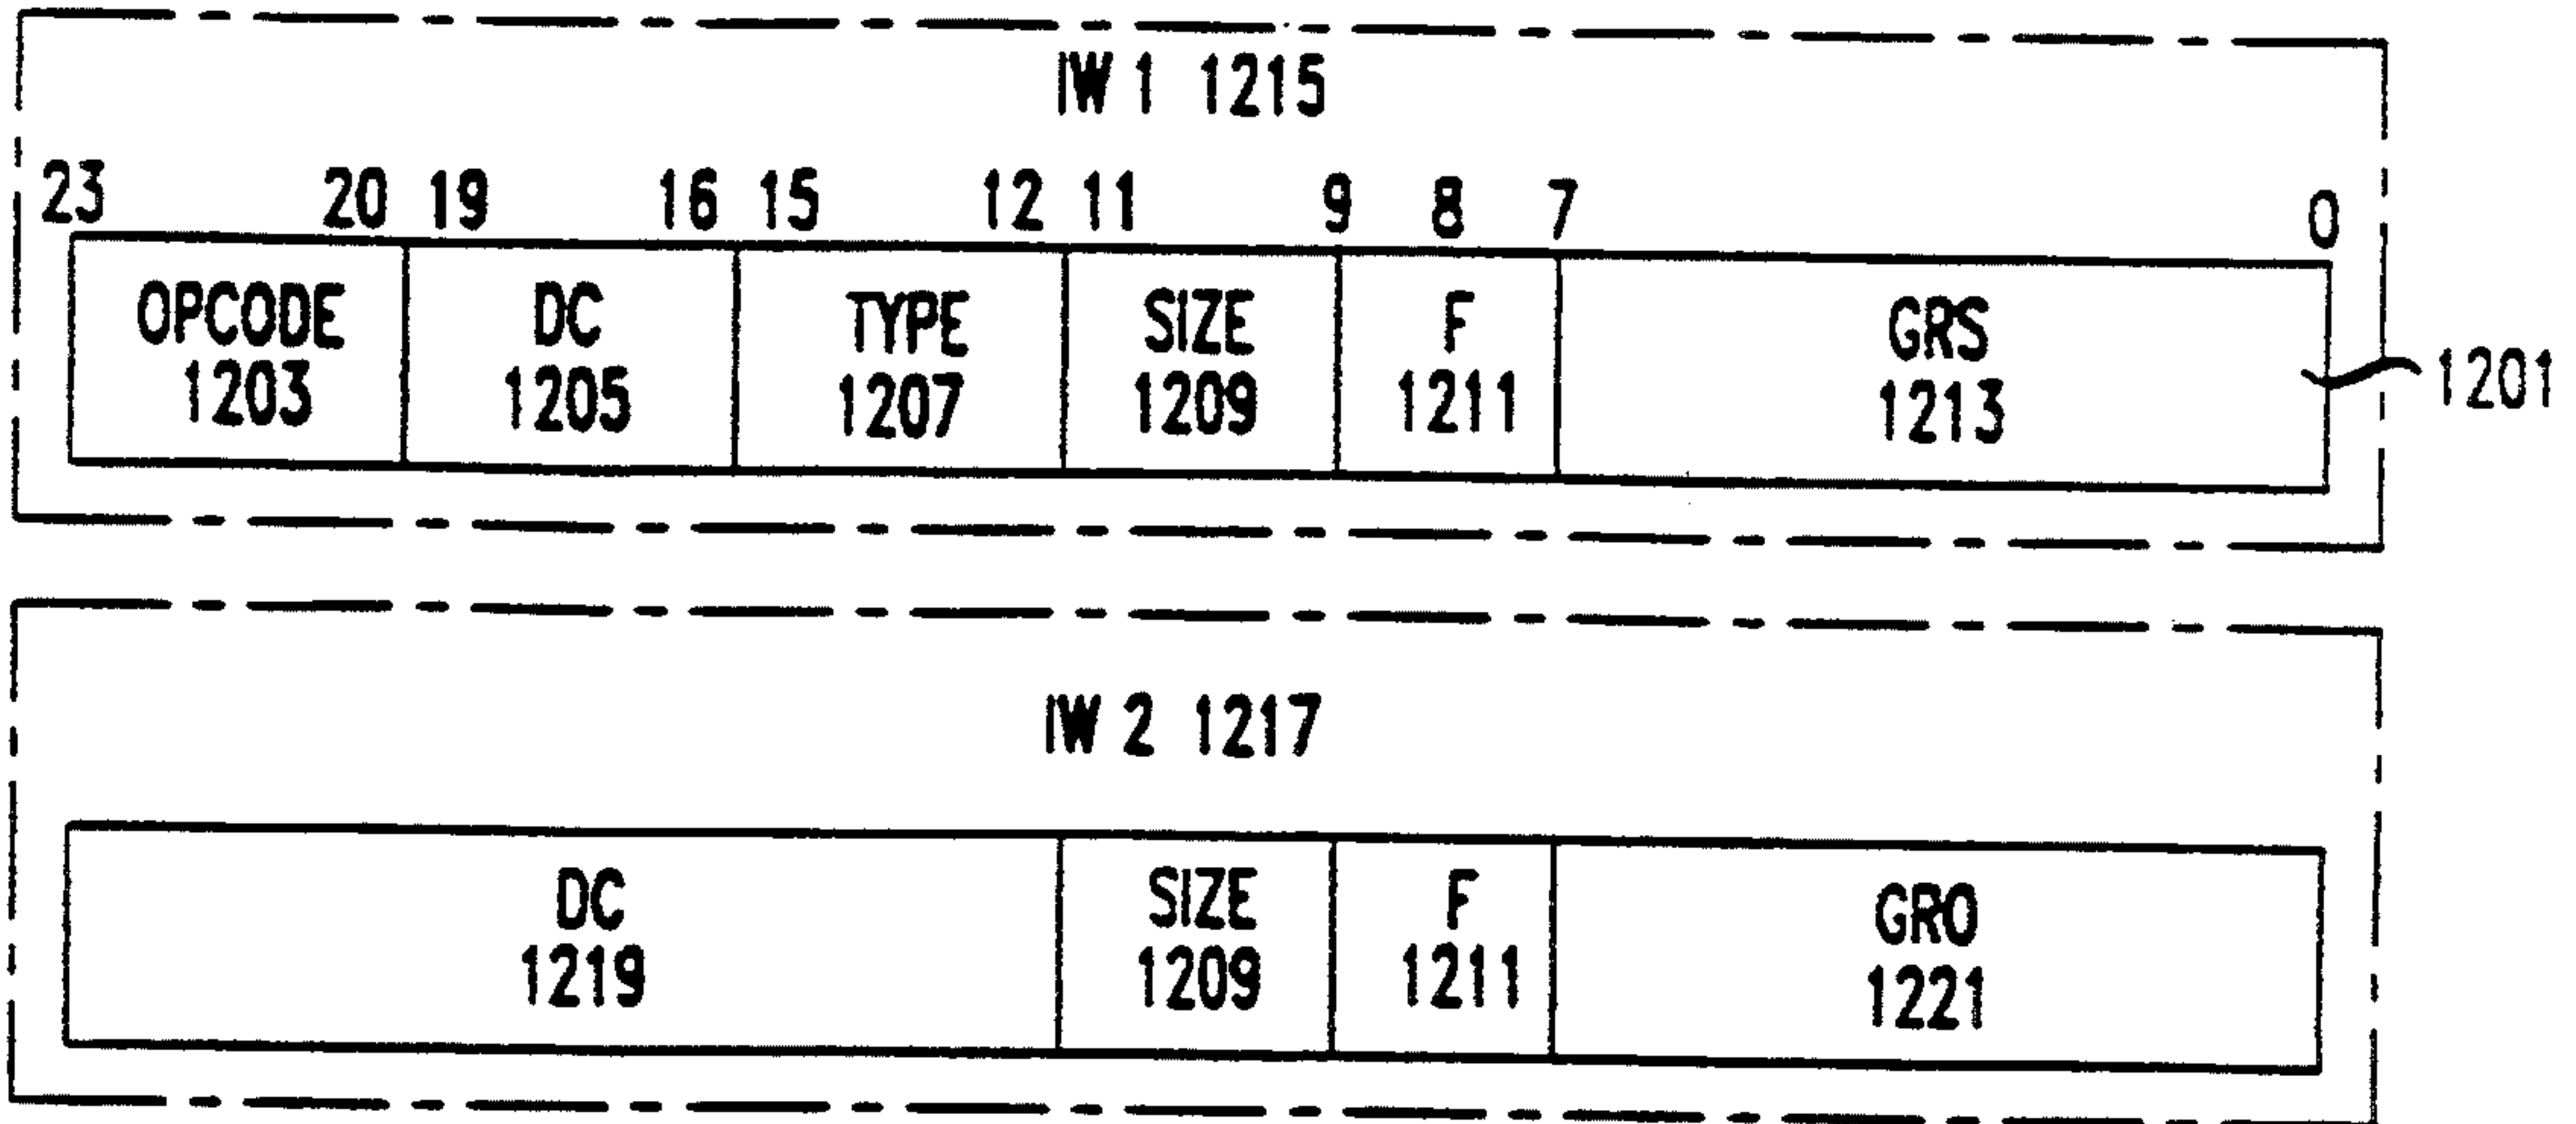 IW 1 1215
23 20 19 16 15 12 11 9 8 7 0
OPCODE DC TYPE SIZE F GRS
1203 1205 1207 1209 1211 1213
1201
IW 2 1217
DC SIZE F GRO
1219 1209 1211 1221